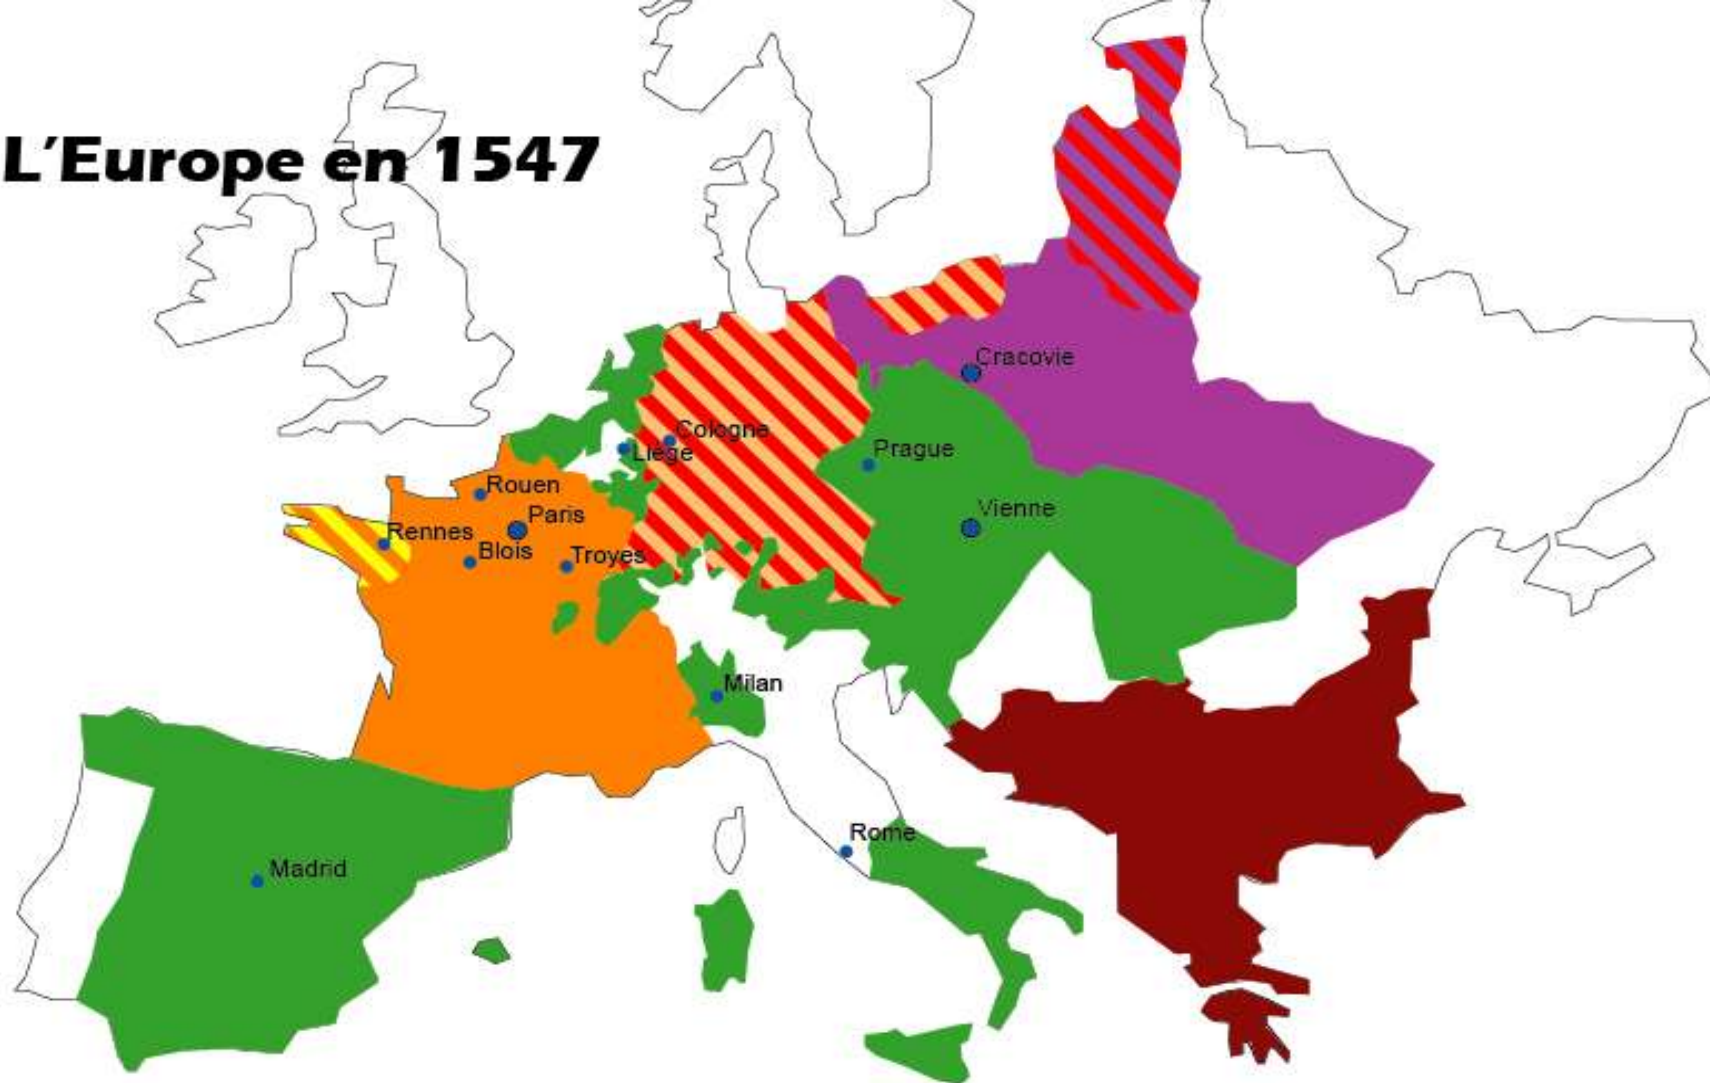 L'Europe en 1547
Cracovie
Cologne
Liège
Prague
Rouen
Vienne
Paris
Rennes
Blois
Troyes
Milan
Rome
Madrid